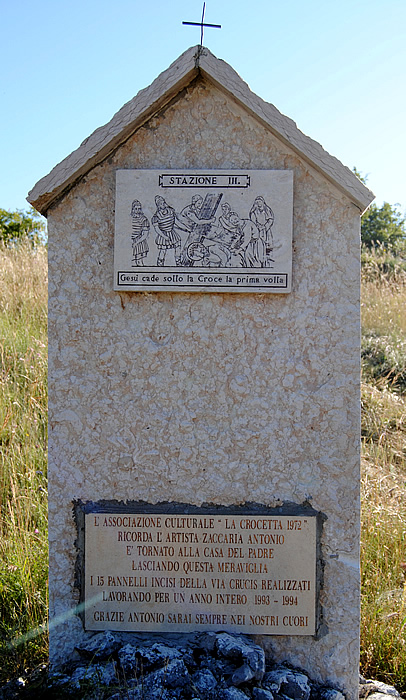 STAZIONE III.
Gesù cade sotto la Croce la prima volta
L' ASSOCIAZIONE CULTURALE " LA CROCETTA 1972 "
RICORDA L' ARTISTA ZACCARIA ANTONIO
E' TORNATO ALLA CASA DEL PADRE
LASCIANDO QUESTA MERAVIGLIA
I 15 PANNELLI INCISI DELLA VIA CRUCIS REALIZZATI
LAVORANDO PER UN ANNO INTERO 1993 - 1994
GRAZIE ANTONIO SARAI SEMPRE NEI NOSTRI CUORI